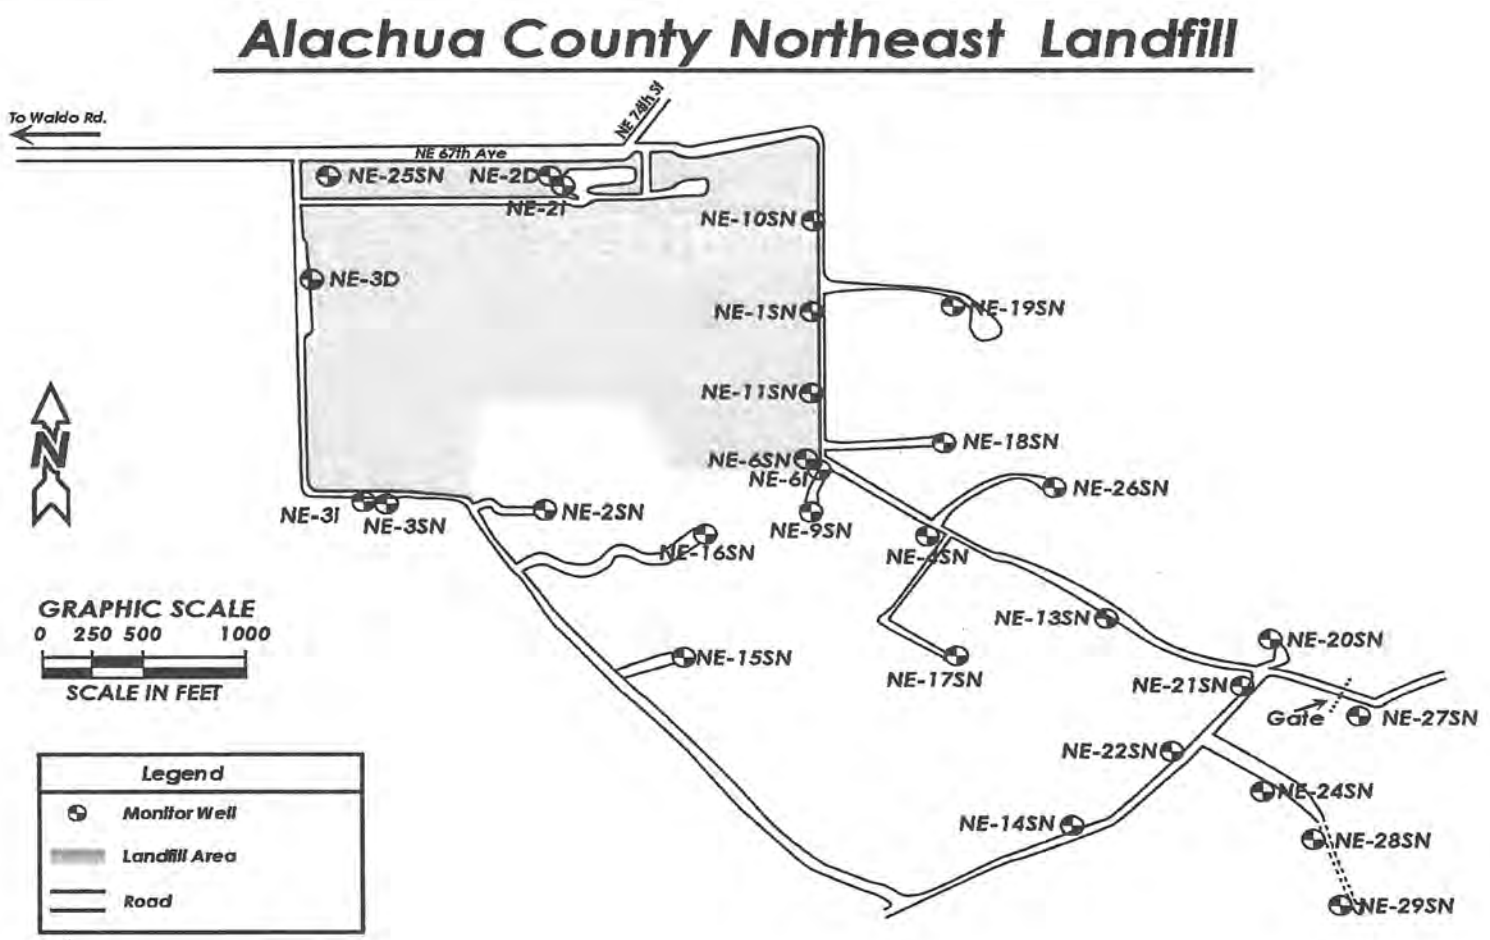 Alachua County Northeast Landfill
To Waldo Rd.
NE 74th St
NE 67th Ave
NE-25SN
NE-2D
NE-2I
NE-10SN
NE-3D
NE-1SN
NE-19SN
NE-11SN
NE-18SN
NE-6SN
NE-6I
NE-26SN
NE-3I
NE-3SN
NE-2SN
NE-9SN
NE-16SN
NE-4SN
N
GRAPHIC SCALE
0 250 500 1000
SCALE IN FEET
NE-13SN
NE-20SN
NE-15SN
NE-17SN
NE-21SN
Gate
NE-27SN
NE-22SN
NE-24SN
NE-14SN
NE-28SN
NE-29SN
Legend
Monitor Well
Landfill Area
Road